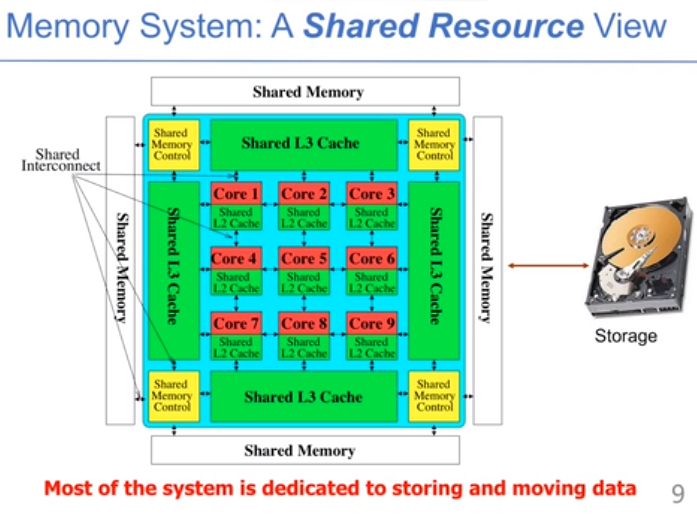 Memory System: A Shared Resource View
Shared Memory
Shared
Memory
Control
Shared L3 Cache
Shared
Memory
Control
Shared
Interconnect
Shared Memory
Shared L3 Cache
Core 1
Shared
L2 Cache
Core 2
Shared
L2 Cache
Core 3
Shared
L2 Cache
Core 4
Shared
L2 Cache
Core 5
Shared
L2 Cache
Core 6
Shared
L2 Cache
Core 7
Shared
L2 Cache
Core 8
Shared
L2 Cache
Core 9
Shared
L2 Cache
Shared L3 Cache
Shared Memory
Storage
Shared
Memory
Control
Shared L3 Cache
Shared
Memory
Control
Shared Memory
Most of the system is dedicated to storing and moving data
9